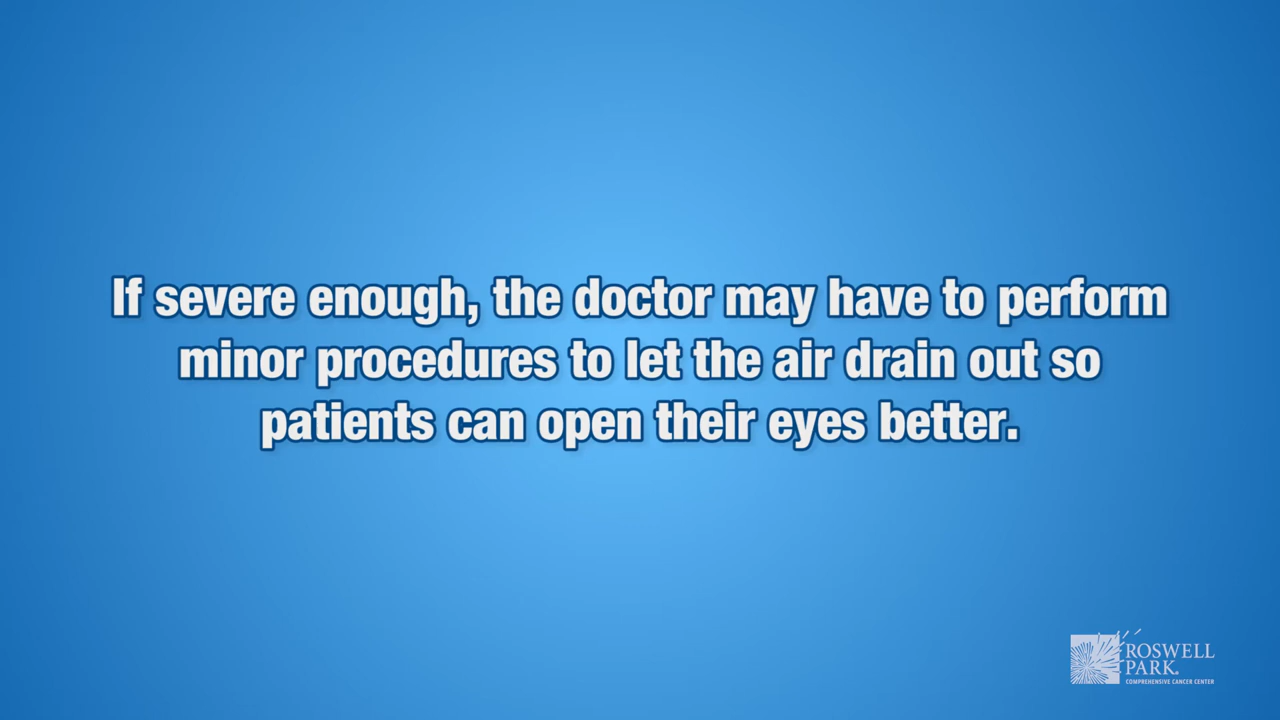 If severe enough, the doctor may have to perform
minor procedures to let the air drain out so
patients can open their eyes better.
ROSWELL
PARK.
COMPREHENSIVE CANCER CENTER